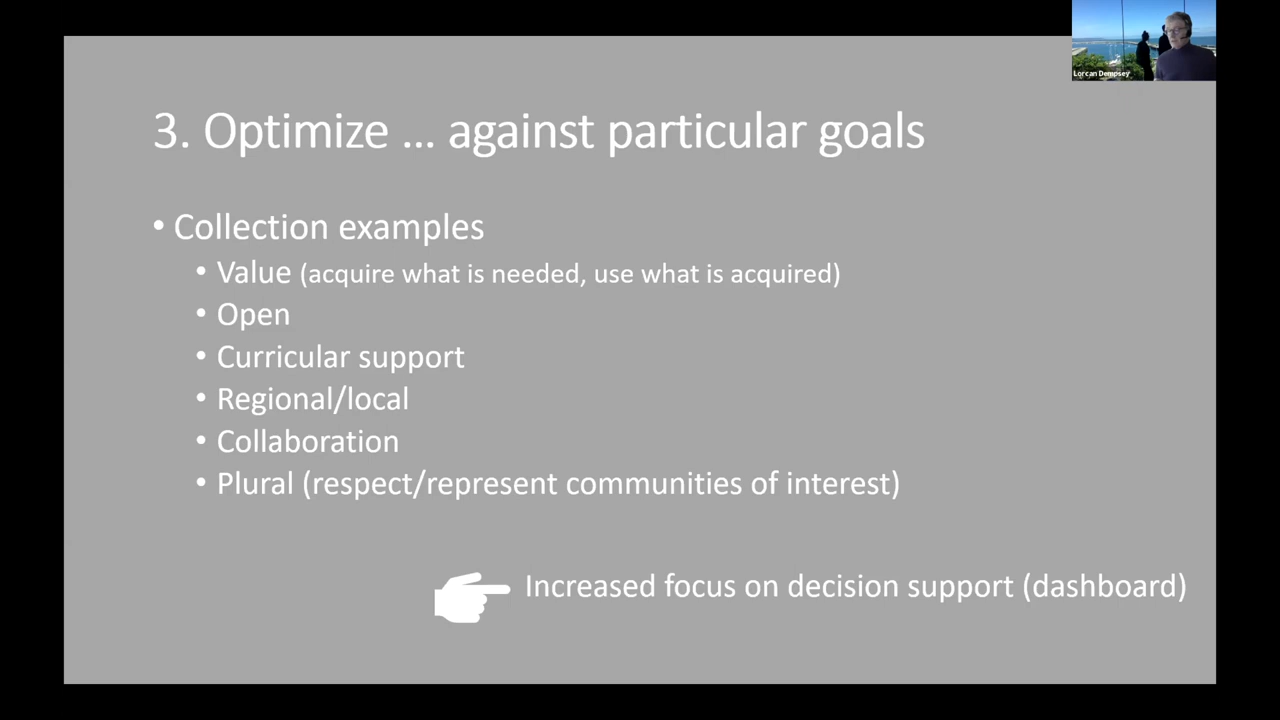 Lorcan Dempsey
3. Optimize ... against particular goals
• Collection examples
• Value (acquire what is needed, use what is acquired)
• Open
• Curricular support
• Regional/local
• Collaboration
• Plural (respect/represent communities of interest)
Increased focus on decision support (dashboard)